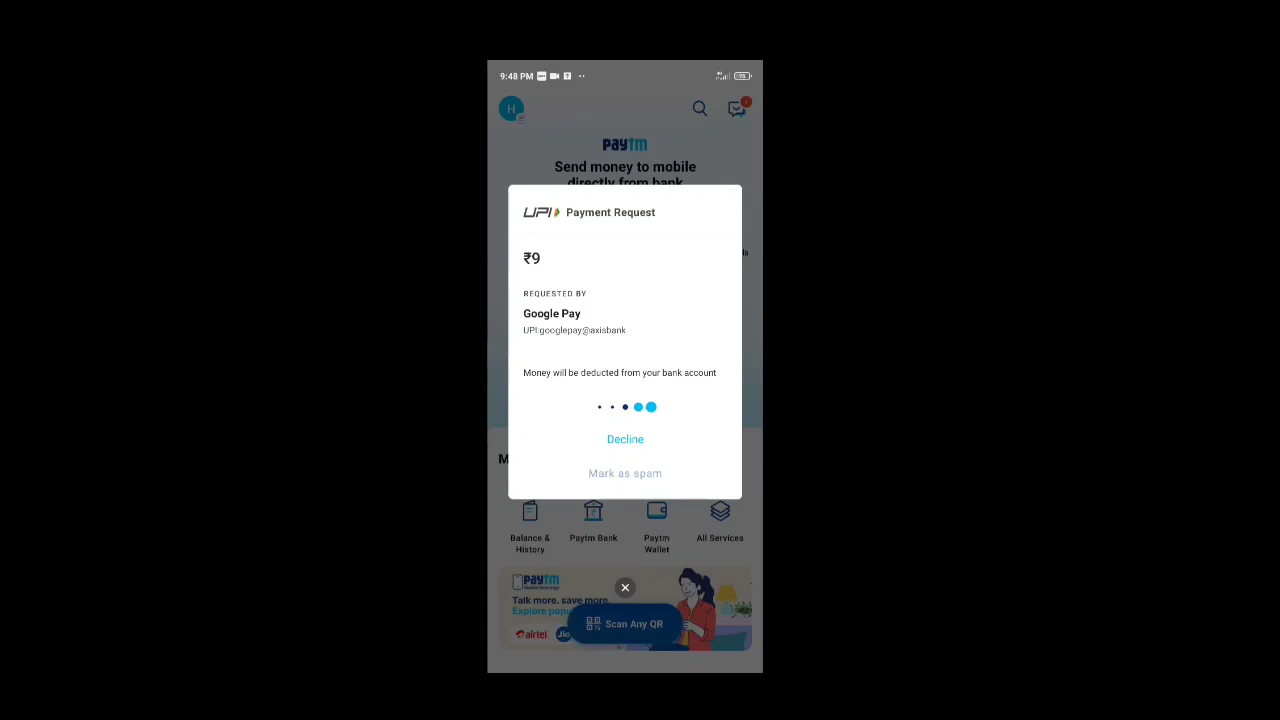 9:48 PM
H
paytm
Send money to mobile
directly from bank
UPI Payment Request
₹9
REQUESTED BY
Google Pay
UPI:googlepay@axisbank
Money will be deducted from your bank account
Decline
Mark as spam
M
Balance & History
Paytm Bank
Paytm Wallet
All Services
paytm
Talk more, save more.
Explore popu
airtel
Jio
Scan Any QR